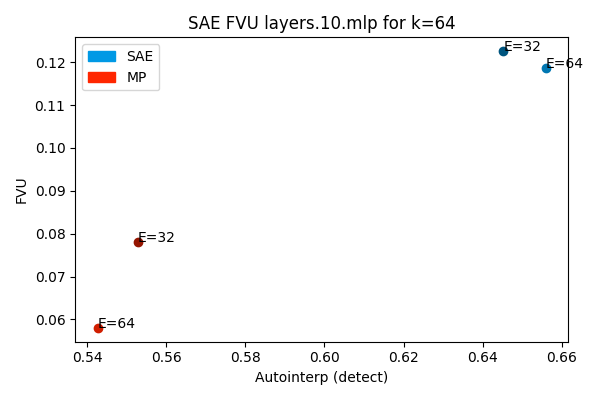 SAE FVU layers.10.mlp for k=64
SAE
MP
E=32
E=64
E=32
E=64
FVU
0.12
0.11
0.10
0.09
0.08
0.07
0.06
0.54
0.56
0.58
0.60
0.62
0.64
0.66
Autointerp (detect)